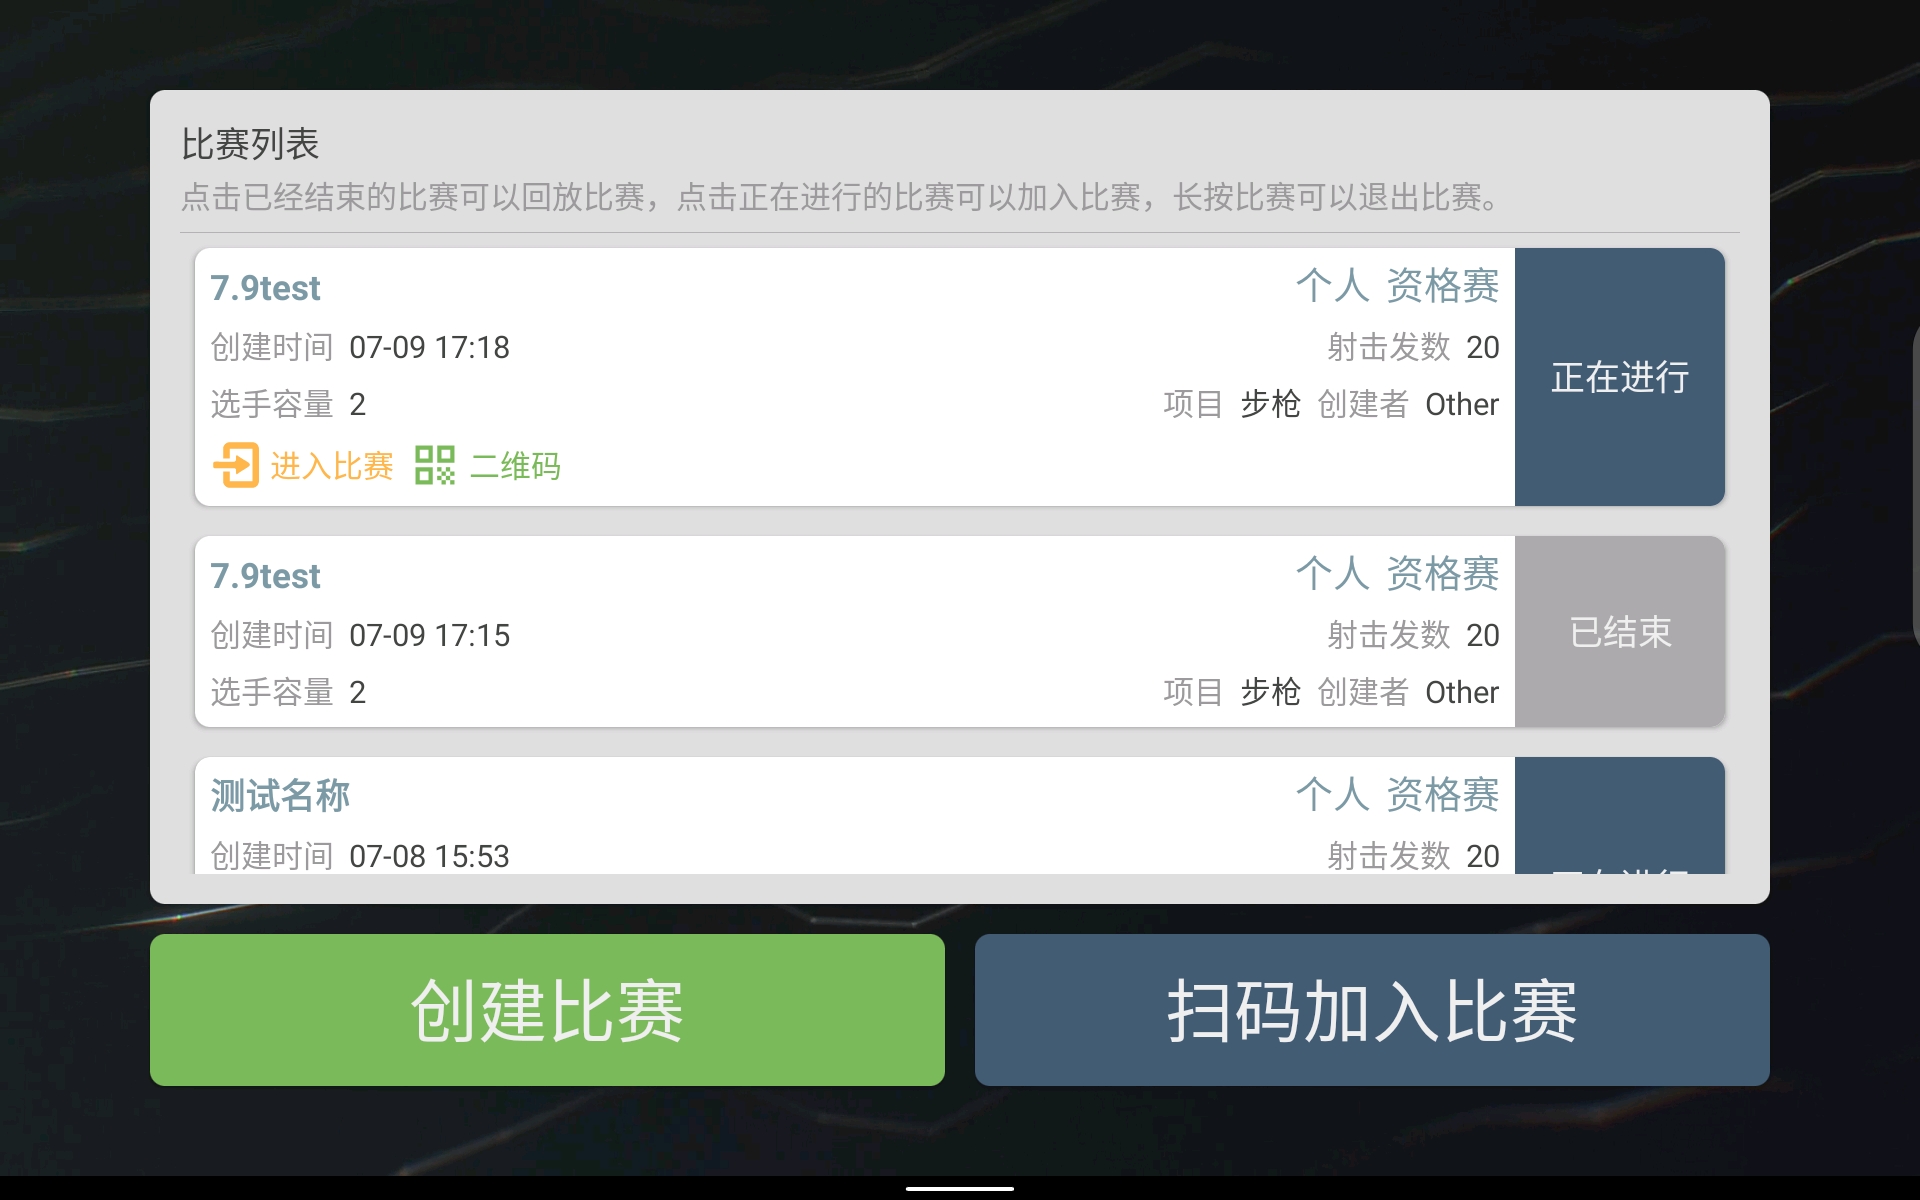 比赛列表
点击已经结束的比赛可以回放比赛，点击正在进行的比赛可以加入比赛，长按比赛可以退出比赛。
7.9test 个人 资格赛
创建时间 07-09 17:18 射击发数 20
正在进行
选手容量 2 项目 步枪 创建者 Other
进入比赛 二维码
7.9test 个人 资格赛
创建时间 07-09 17:15 射击发数 20
已结束
选手容量 2 项目 步枪 创建者 Other
测试名称 个人 资格赛
创建时间 07-08 15:53 射击发数 20
创建比赛 扫码加入比赛